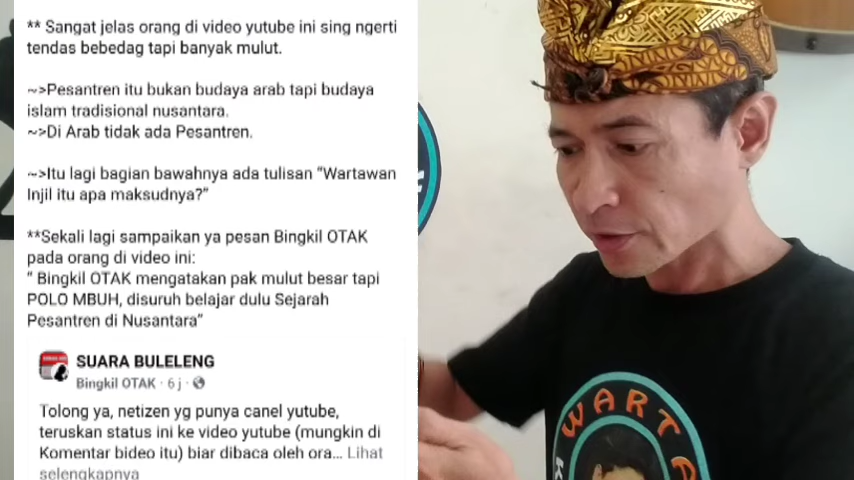 ** Sangat jelas orang di video yutube ini sing ngerti
tendas bebedag tapi banyak mulut.
~>Pesantren itu bukan budaya arab tapi budaya
islam tradisional nusantara.
~>Di Arab tidak ada Pesantren.
~>Itu lagi bagian bawahnya ada tulisan "Wartawan
Injil itu apa maksudnya?"
**Sekali lagi sampaikan ya pesan Bingkil OTAK
pada orang di video ini:
" Bingkil OTAK mengatakan pak mulut besar tapi
POLO MBUH, disuruh belajar dulu Sejarah
Pesantren di Nusantara"
SUARA BULELENG
Bingkil OTAK · 6 j ·
Tolong ya, netizen yg punya canel yutube,
teruskan status ini ke video yutube (mungkin di
Komentar bideo itu) biar dibaca oleh ora... Lihat
selengkapnya
WARTA